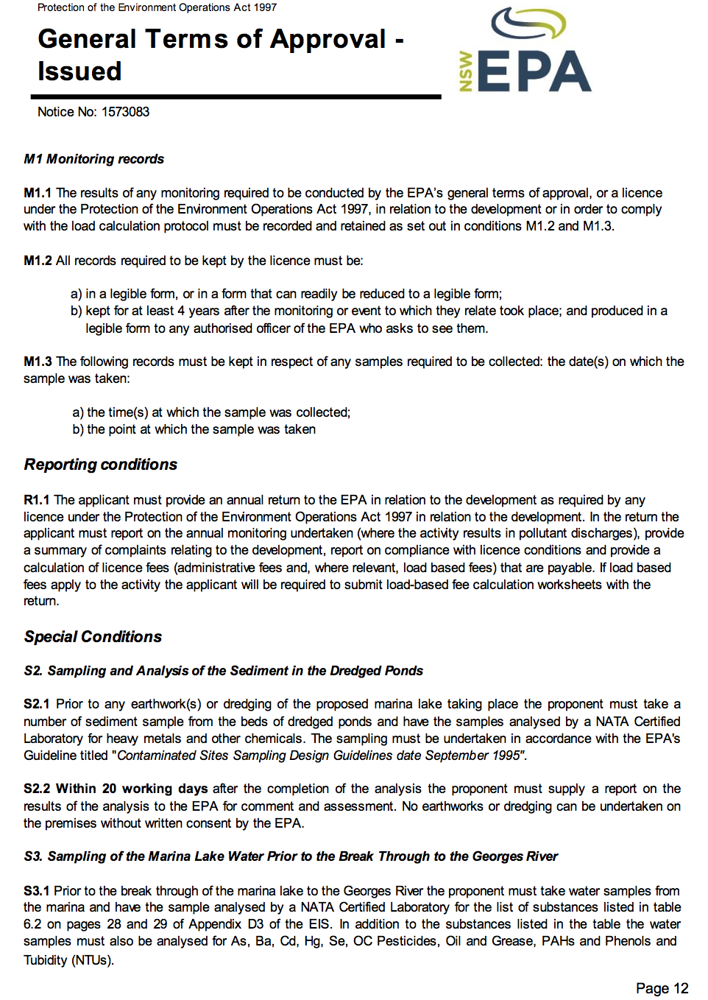 Protection of the Environment Operations Act 1997
General Terms of Approval -
Issued
NSW EPA
Notice No: 1573083
M1 Monitoring records
M1.1 The results of any monitoring required to be conducted by the EPA's general terms of approval, or a licence
under the Protection of the Environment Operations Act 1997, in relation to the development or in order to comply
with the load calculation protocol must be recorded and retained as set out in conditions M1.2 and M1.3.
M1.2 All records required to be kept by the licence must be:
a) in a legible form, or in a form that can readily be reduced to a legible form;
b) kept for at least 4 years after the monitoring or event to which they relate took place; and produced in a
legible form to any authorised officer of the EPA who asks to see them.
M1.3 The following records must be kept in respect of any samples required to be collected: the date(s) on which the
sample was taken:
a) the time(s) at which the sample was collected;
b) the point at which the sample was taken
Reporting conditions
R1.1 The applicant must provide an annual return to the EPA in relation to the development as required by any
licence under the Protection of the Environment Operations Act 1997 in relation to the development. In the return the
applicant must report on the annual monitoring undertaken (where the activity results in pollutant discharges), provide
a summary of complaints relating to the development, report on compliance with licence conditions and provide a
calculation of licence fees (administrative fees and, where relevant, load based fees) that are payable. If load based
fees apply to the activity the applicant will be required to submit load-based fee calculation worksheets with the
return.
Special Conditions
S2. Sampling and Analysis of the Sediment in the Dredged Ponds
S2.1 Prior to any earthwork(s) or dredging of the proposed marina lake taking place the proponent must take a
number of sediment sample from the beds of dredged ponds and have the samples analysed by a NATA Certified
Laboratory for heavy metals and other chemicals. The sampling must be undertaken in accordance with the EPA's
Guideline titled "Contaminated Sites Sampling Design Guidelines date September 1995".
S2.2 Within 20 working days after the completion of the analysis the proponent must supply a report on the
results of the analysis to the EPA for comment and assessment. No earthworks or dredging can be undertaken on
the premises without written consent by the EPA.
S3. Sampling of the Marina Lake Water Prior to the Break Through to the Georges River
S3.1 Prior to the break through of the marina lake to the Georges River the proponent must take water samples from
the marina and have the sample analysed by a NATA Certified Laboratory for the list of substances listed in table
6.2 on pages 28 and 29 of Appendix D3 of the EIS. In addition to the substances listed in the table the water
samples must also be analysed for As, Ba, Cd, Hg, Se, OC Pesticides, Oil and Grease, PAHs and Phenols and
Tubidity (NTUs).
Page 12